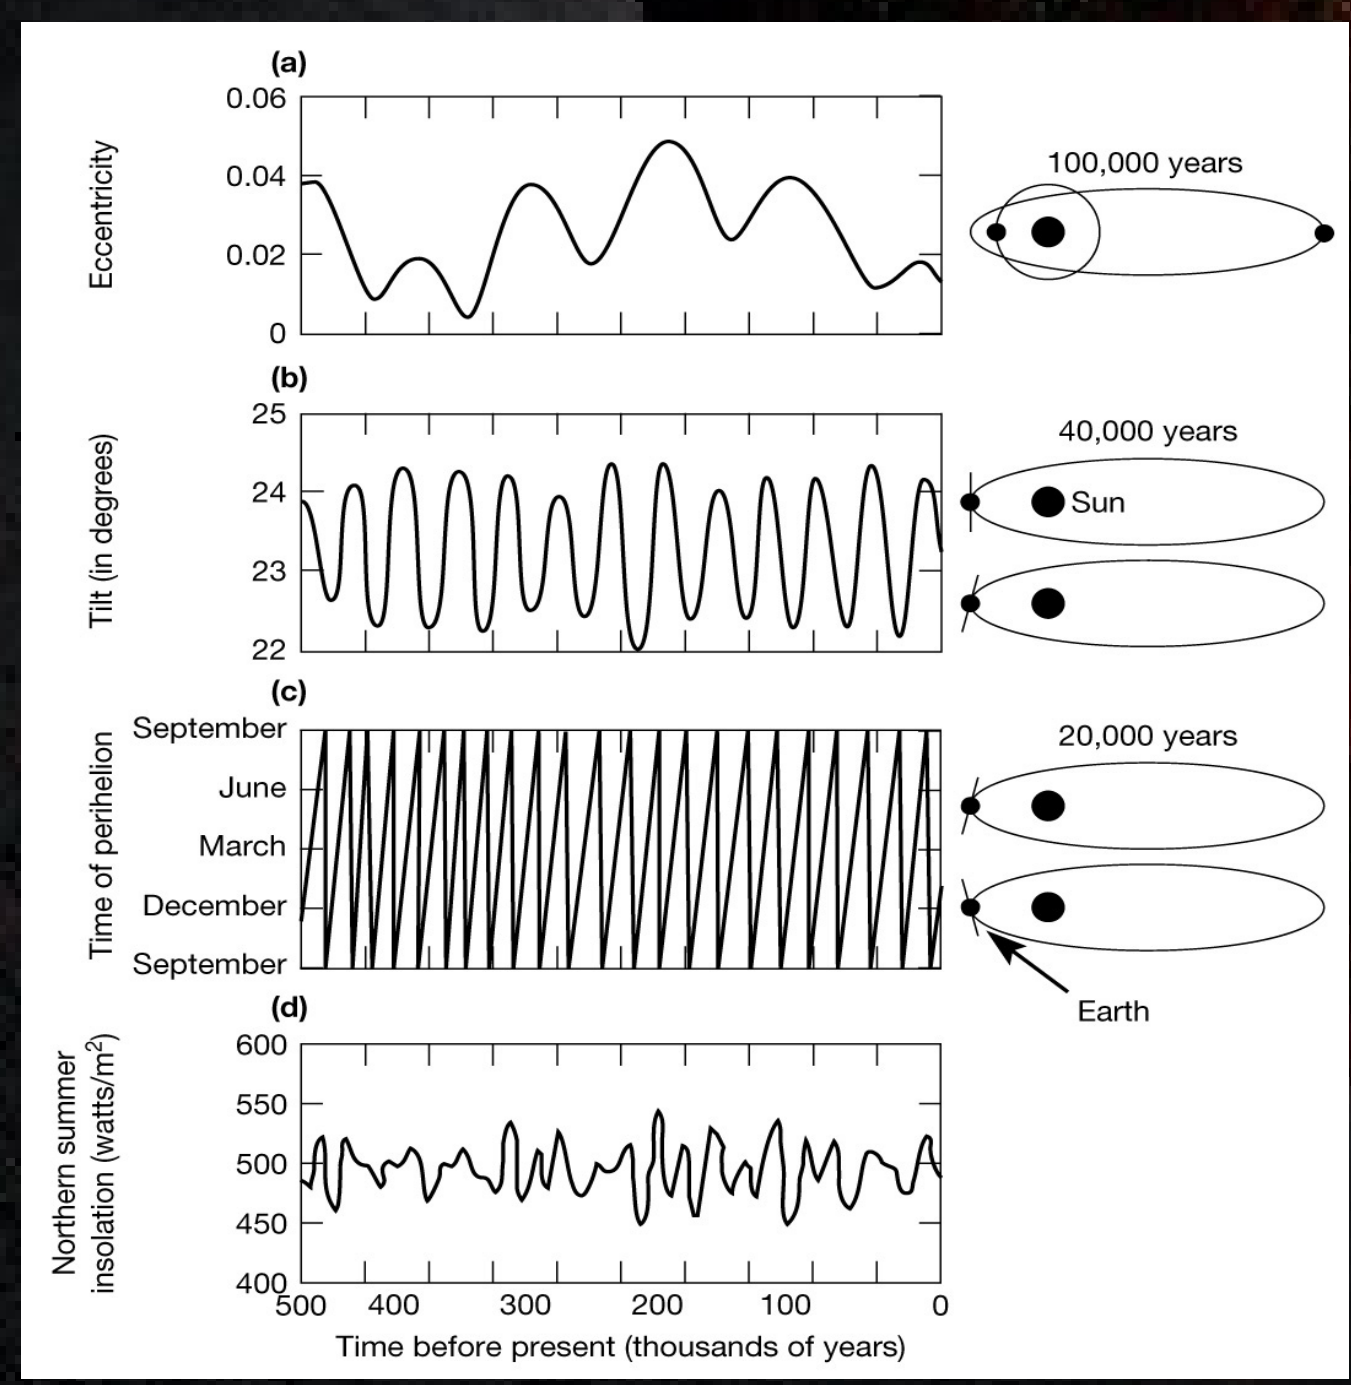 (a)
Eccentricity
0.06
0.04
0.02
0
100,000 years
(b)
Tilt (in degrees)
25
24
23
22
40,000 years
Sun
(c)
Time of perihelion
September
June
March
December
September
20,000 years
Earth
(d)
Northern summer
insolation (watts/m²)
600
550
500
450
400
500 400 300 200 100 0
Time before present (thousands of years)